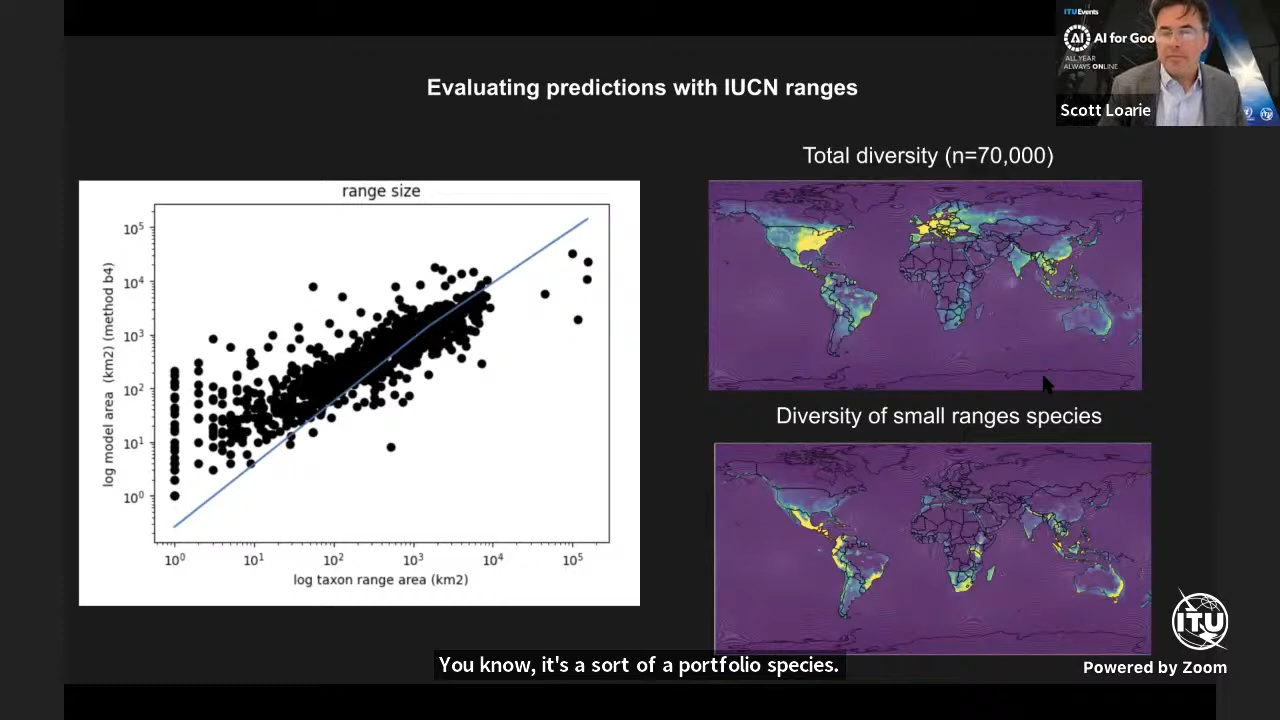 ITUEvents
AI
AI for Goo
ALL YEAR
ALWAYS ONLINE
Scott Loarie
Evaluating predictions with IUCN ranges
Total diversity (n=70,000)
range size
10⁵
10⁴
10³
10²
10¹
10⁰
log model area (km2) (method b4)
10⁰ 10¹ 10² 10³ 10⁴ 10⁵
log taxon range area (km2)
Diversity of small ranges species
ITU
You know, it's a sort of a portfolio species.
Powered by Zoom